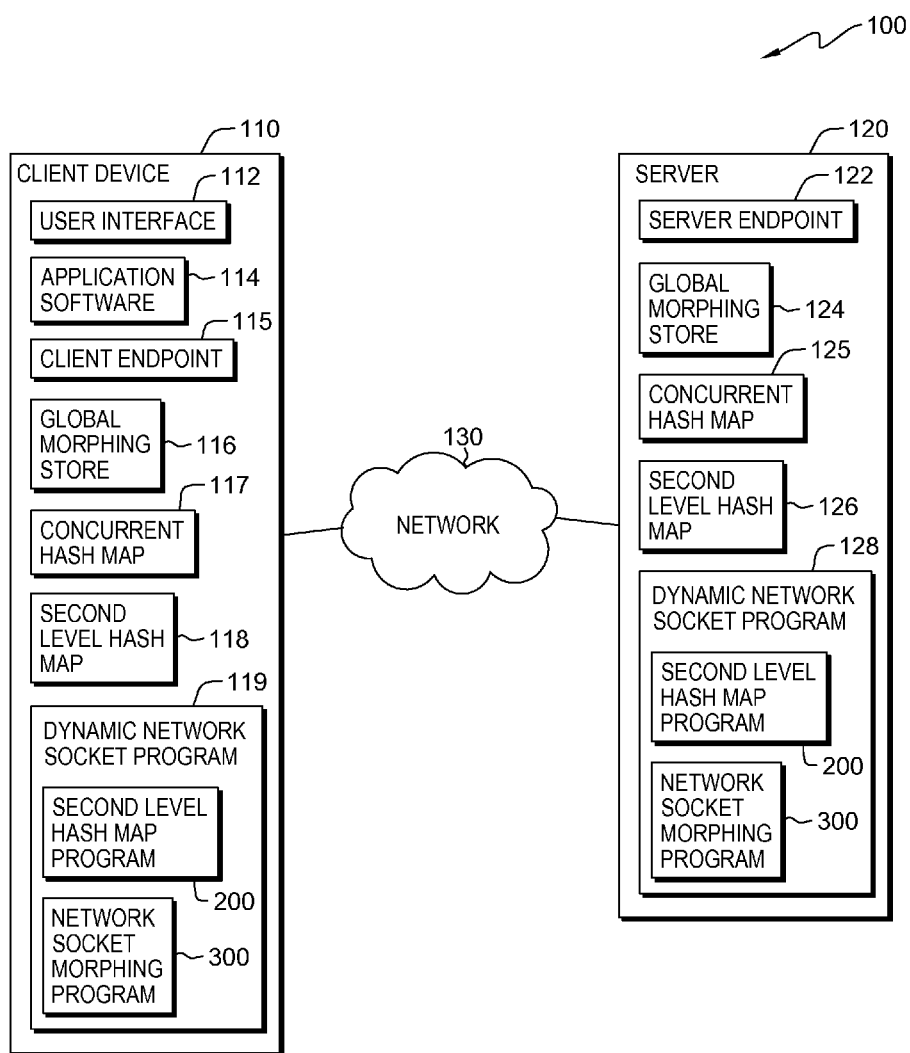 100
110
CLIENT DEVICE
112
USER INTERFACE
APPLICATION
SOFTWARE
114
115
CLIENT ENDPOINT
GLOBAL
MORPHING
STORE
116
117
CONCURRENT
HASH MAP
SECOND
LEVEL HASH
MAP
118
119
DYNAMIC NETWORK
SOCKET PROGRAM
SECOND LEVEL
HASH MAP
PROGRAM
200
NETWORK
SOCKET
MORPHING
PROGRAM
300
130
NETWORK
120
SERVER
122
SERVER ENDPOINT
GLOBAL
MORPHING
STORE
124
125
CONCURRENT
HASH MAP
SECOND
LEVEL HASH
MAP
126
128
DYNAMIC NETWORK
SOCKET PROGRAM
SECOND LEVEL
HASH MAP
PROGRAM
200
NETWORK
SOCKET
MORPHING
PROGRAM
300